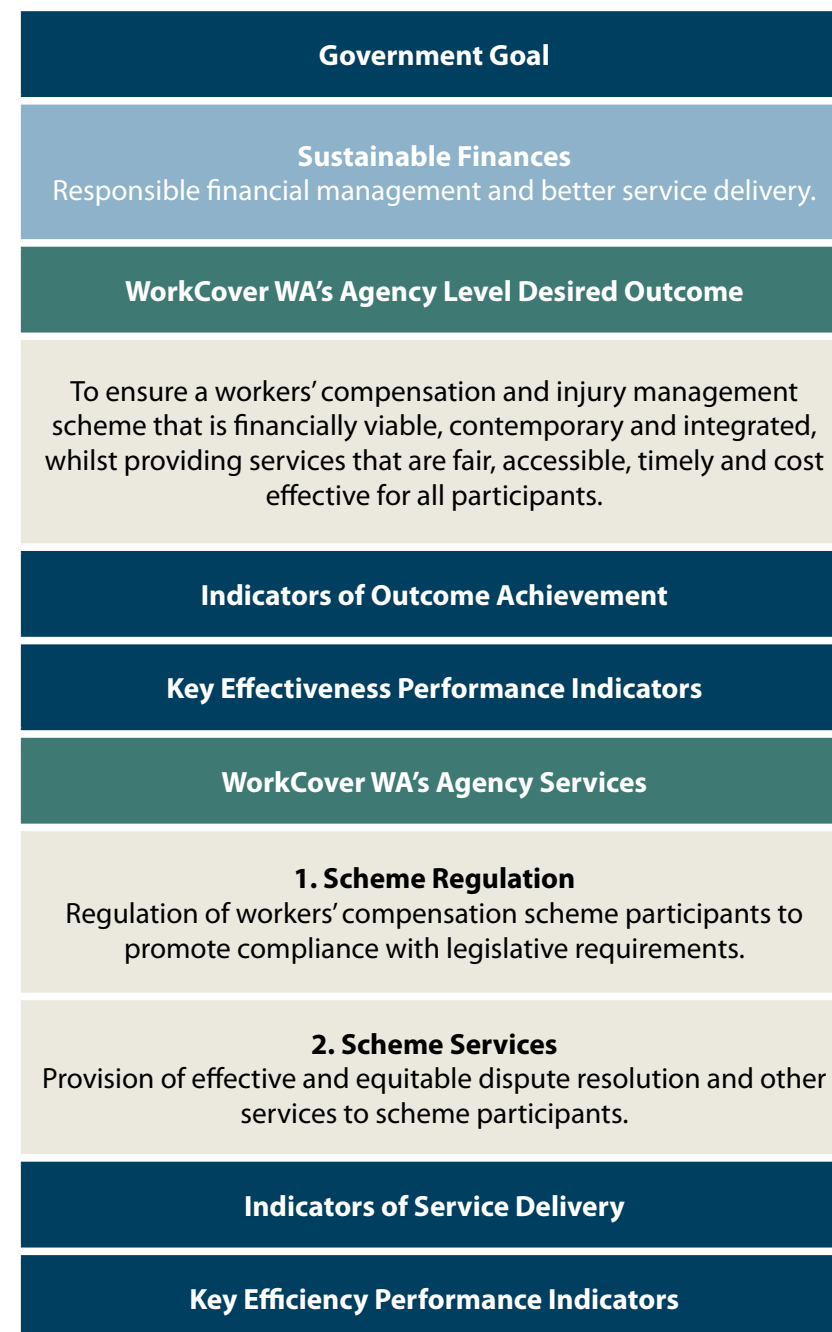 Government Goal
Sustainable Finances
Responsible financial management and better service delivery.
WorkCover WA’s Agency Level Desired Outcome
To ensure a workers’ compensation and injury management
scheme that is financially viable, contemporary and integrated,
whilst providing services that are fair, accessible, timely and cost
effective for all participants.
Indicators of Outcome Achievement
Key Effectiveness Performance Indicators
WorkCover WA’s Agency Services
1. Scheme Regulation
Regulation of workers’ compensation scheme participants to
promote compliance with legislative requirements.
2. Scheme Services
Provision of effective and equitable dispute resolution and other
services to scheme participants.
Indicators of Service Delivery
Key Efficiency Performance Indicators